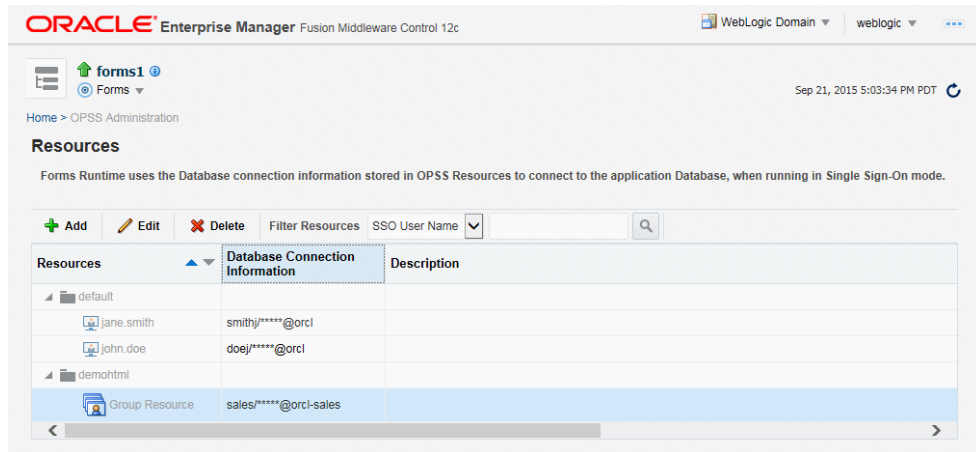 ORACLE Enterprise Manager Fusion Middleware Control 12c
WebLogic Domain weblogic
forms1
Forms
Sep 21, 2015 5:03:34 PM PDT
Home > OPSS Administration
Resources
Forms Runtime uses the Database connection information stored in OPSS Resources to connect to the application Database, when running in Single Sign-On mode.
Add Edit Delete Filter Resources SSO User Name
Resources
Database Connection
Information
Description
default
jane.smith smithj/*****@orcl
john.doe doej/*****@orcl
demohtml
Group Resource sales/*****@orcl-sales